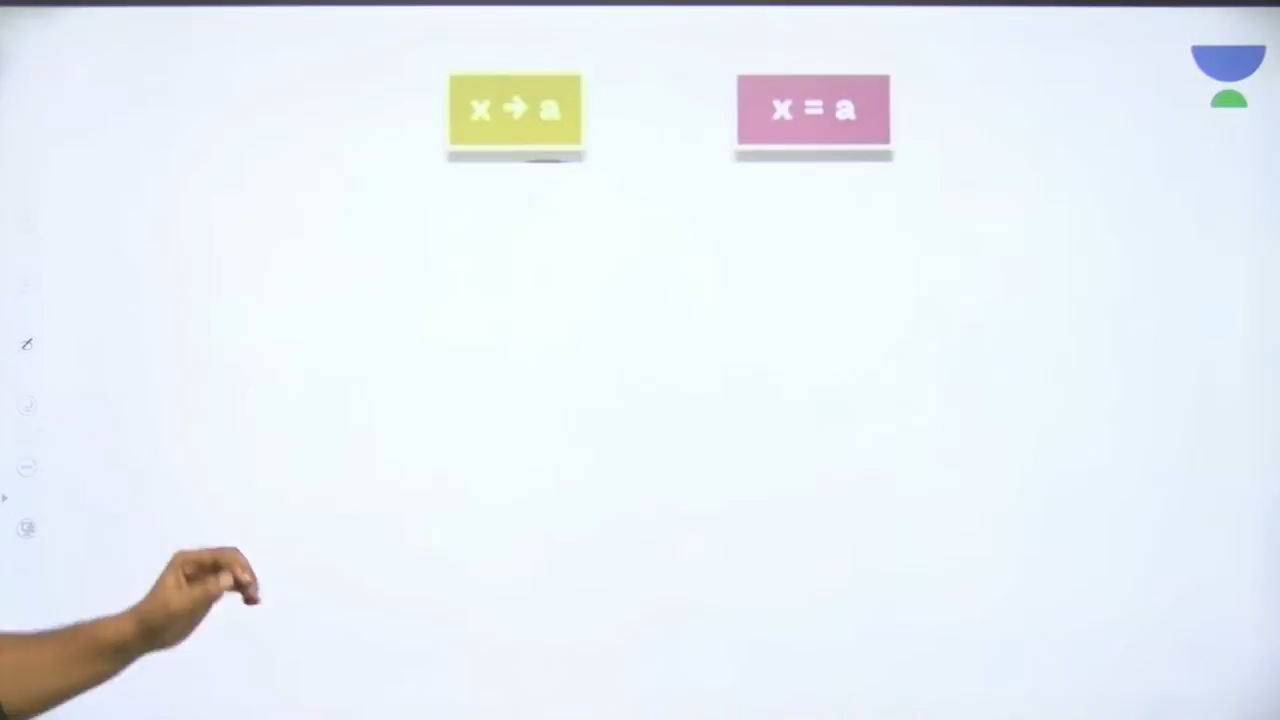 x → a
x = a